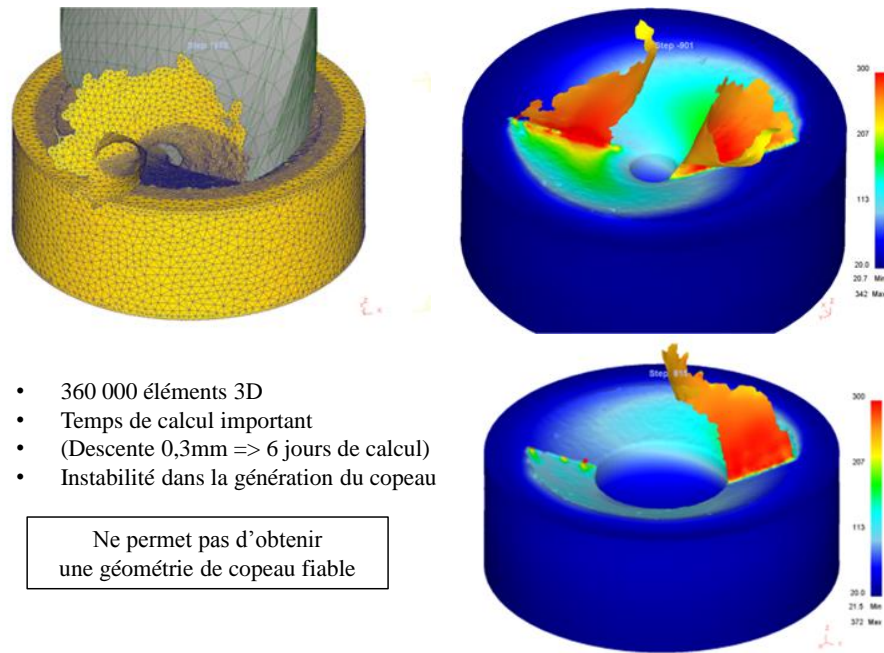 Step -901
300
207
113
20.0
20.7 Min
342 Max
• 360 000 éléments 3D
• Temps de calcul important
• (Descente 0,3mm => 6 jours de calcul)
• Instabilité dans la génération du copeau
Ne permet pas d’obtenir
une géométrie de copeau fiable
300
207
113
20.0
21.5 Min
372 Max